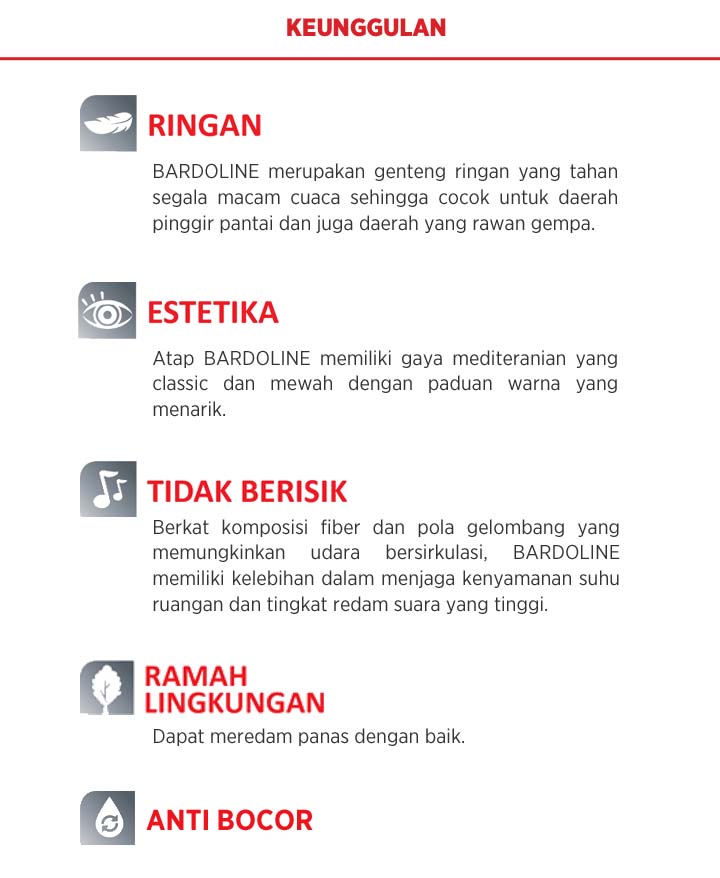 KEUNGGULAN
RINGAN
BARDOLINE merupakan genteng ringan yang tahan
segala macam cuaca sehingga cocok untuk daerah
pinggir pantai dan juga daerah yang rawan gempa.
ESTETIKA
Atap BARDOLINE memiliki gaya mediteranian yang
classic dan mewah dengan paduan warna yang
menarik.
TIDAK BERISIK
Berkat komposisi fiber dan pola gelombang yang
memungkinkan udara bersirkulasi, BARDOLINE
memiliki kelebihan dalam menjaga kenyamanan suhu
ruangan dan tingkat redam suara yang tinggi.
RAMAH
LINGKUNGAN
Dapat meredam panas dengan baik.
ANTI BOCOR